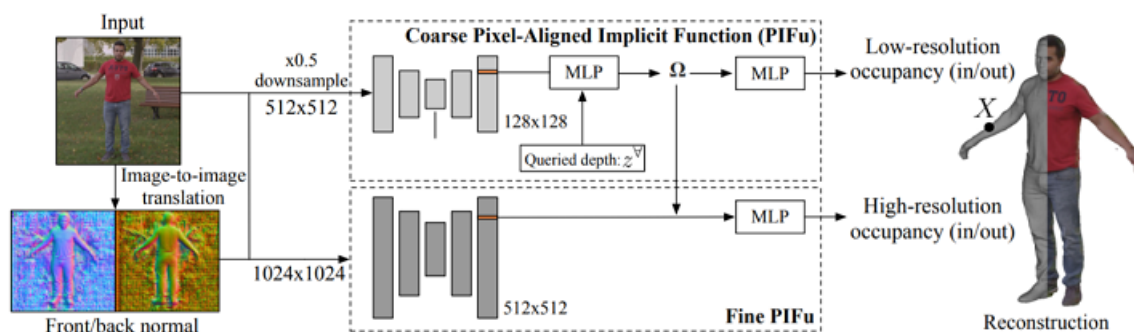 Input
x0.5
downsample
512x512
Image-to-image
translation
Front/back normal
1024x1024
Coarse Pixel-Aligned Implicit Function (PIFu)
128x128
MLP
Queried depth: z∀
Ω
MLP
Low-resolution
occupancy (in/out)
512x512
MLP
Fine PIFu
High-resolution
occupancy (in/out)
X
Reconstruction